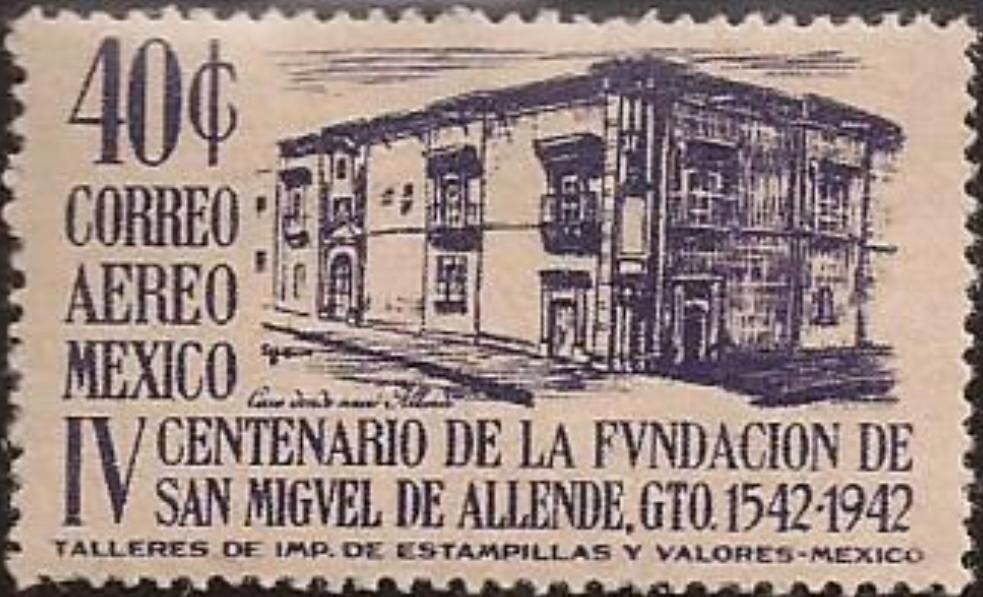 40¢
CORREO
AEREO
MEXICO
Casa donde nació Allende
IV CENTENARIO DE LA FVNDACION DE
SAN MIGVEL DE ALLENDE, GTO. 1542-1942
TALLERES DE IMP. DE ESTAMPILLAS Y VALORES-MEXICO